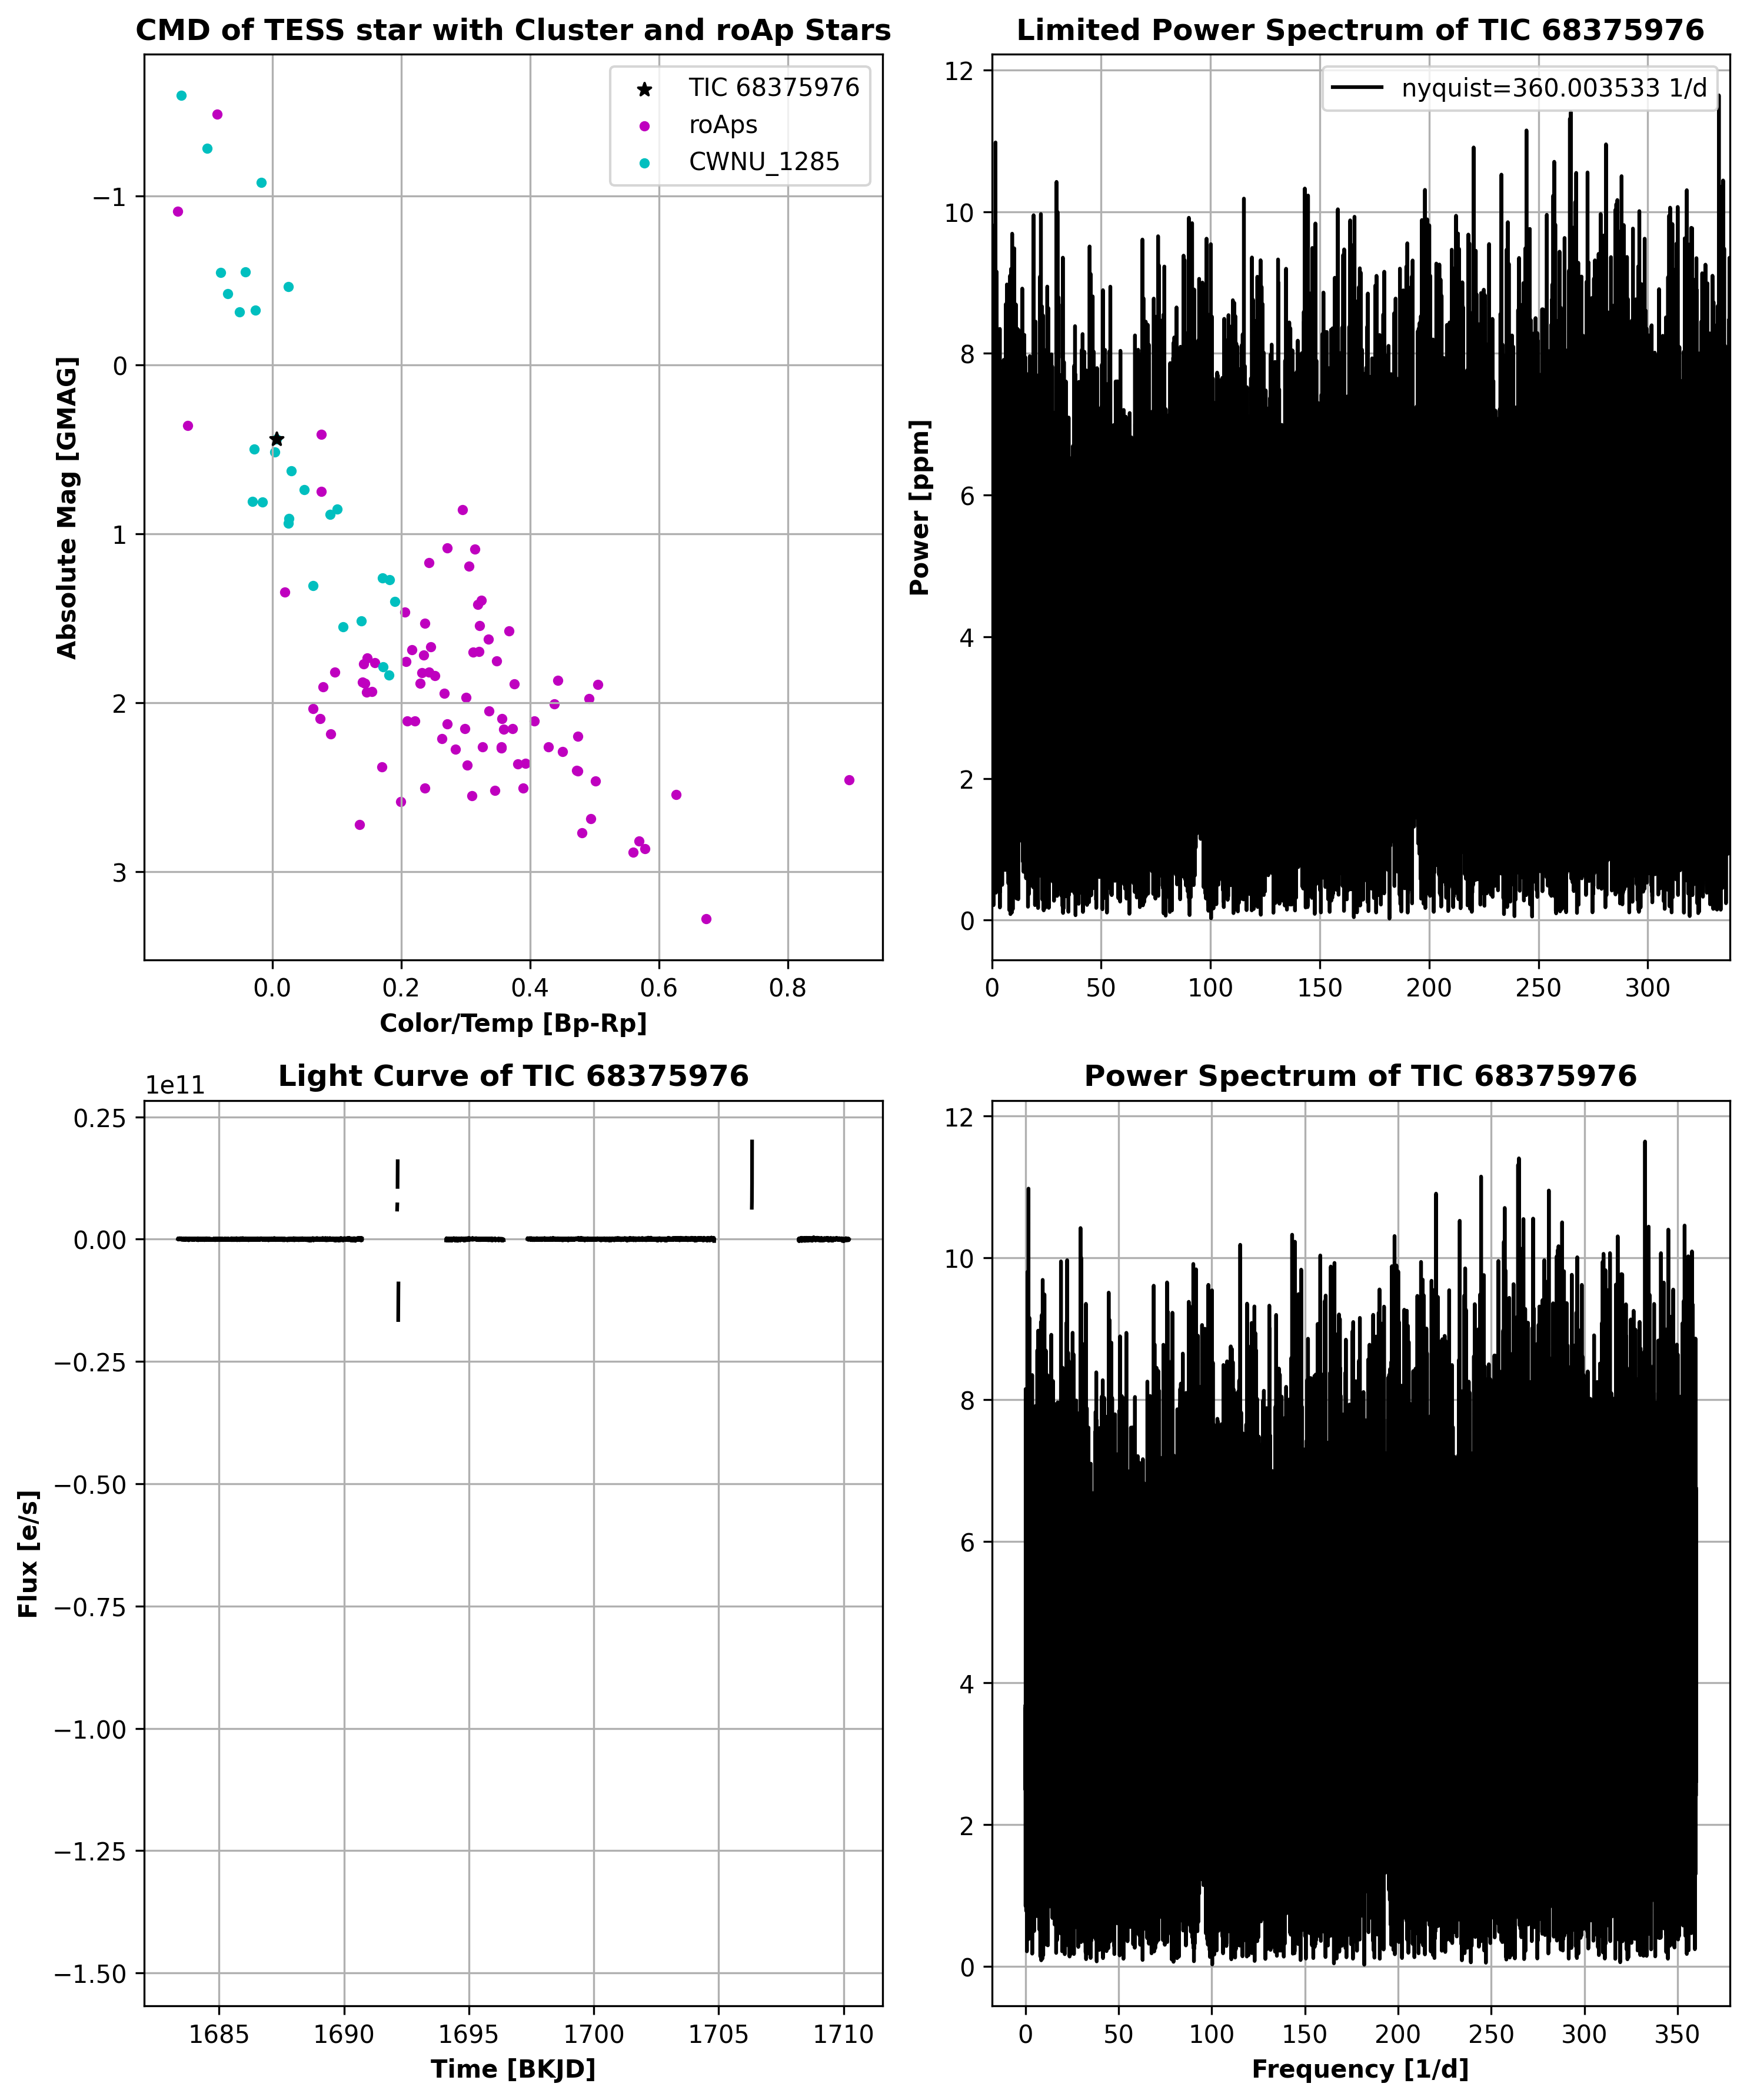 CMD of TESS star with Cluster and roAp Stars
TIC 68375976
roAps
CWNU_1285
Absolute Mag [GMAG]
−1
0
1
2
3
0.0 0.2 0.4 0.6 0.8
Color/Temp [Bp-Rp]
Limited Power Spectrum of TIC 68375976
nyquist=360.003533 1/d
Power [ppm]
12
10
8
6
4
2
0
0 50 100 150 200 250 300
Light Curve of TIC 68375976
1e11
Flux [e/s]
0.25
0.00
−0.25
−0.50
−0.75
−1.00
−1.25
−1.50
1685 1690 1695 1700 1705 1710
Time [BKJD]
Power Spectrum of TIC 68375976
12
10
8
6
4
2
0
0 50 100 150 200 250 300 350
Frequency [1/d]